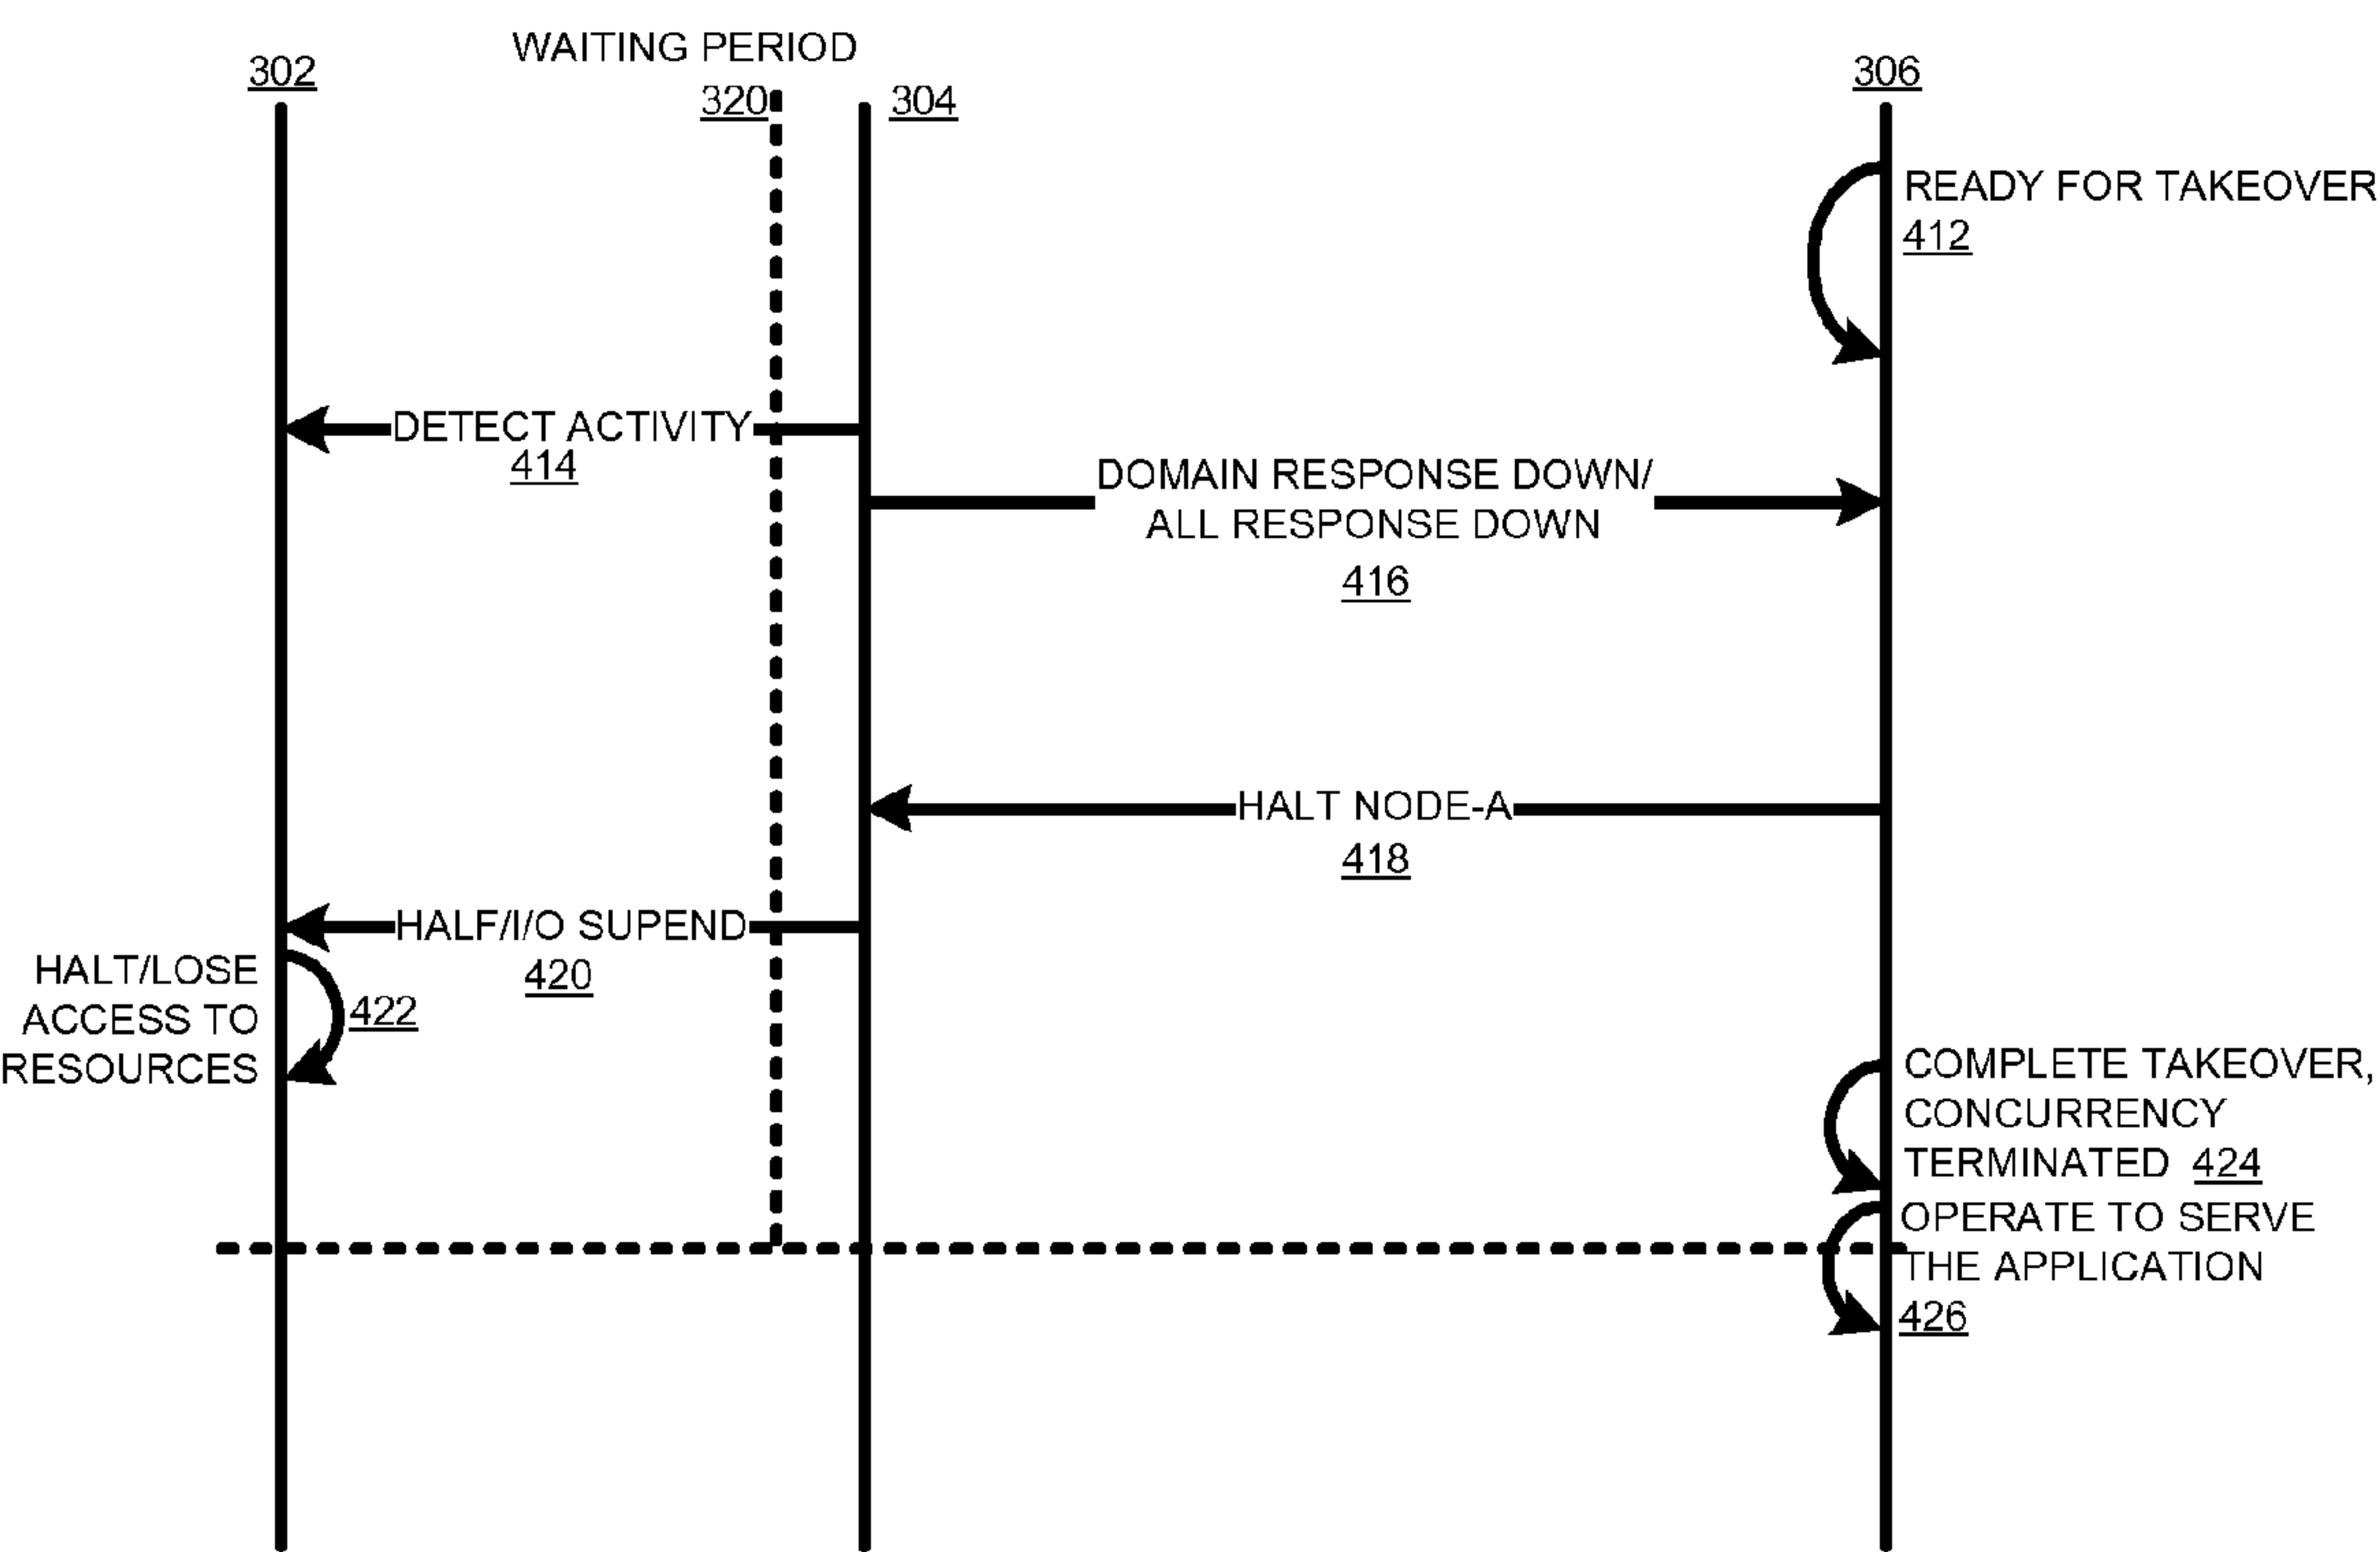 WAITING PERIOD
302
320
304
306
READY FOR TAKEOVER
412
DETECT ACTIVITY
414
DOMAIN RESPONSE DOWN/
ALL RESPONSE DOWN
416
HALT NODE-A
418
HALF/I/O SUPEND
420
HALT/LOSE
ACCESS TO
RESOURCES
422
COMPLETE TAKEOVER,
CONCURRENCY
TERMINATED 424
OPERATE TO SERVE
THE APPLICATION
426